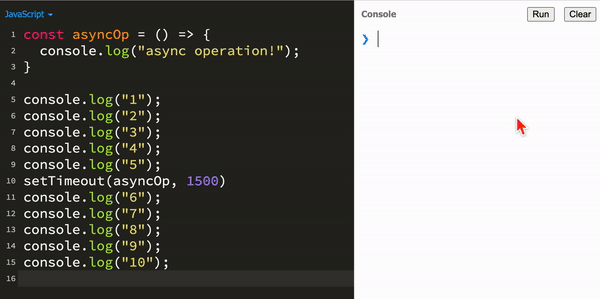 JavaScript
Console
Run
Clear
1 const asyncOp = () => {
2   console.log("async operation!");
3 }
4
5 console.log("1");
6 console.log("2");
7 console.log("3");
8 console.log("4");
9 console.log("5");
10 setTimeout(asyncOp, 1500)
11 console.log("6");
12 console.log("7");
13 console.log("8");
14 console.log("9");
15 console.log("10");
16